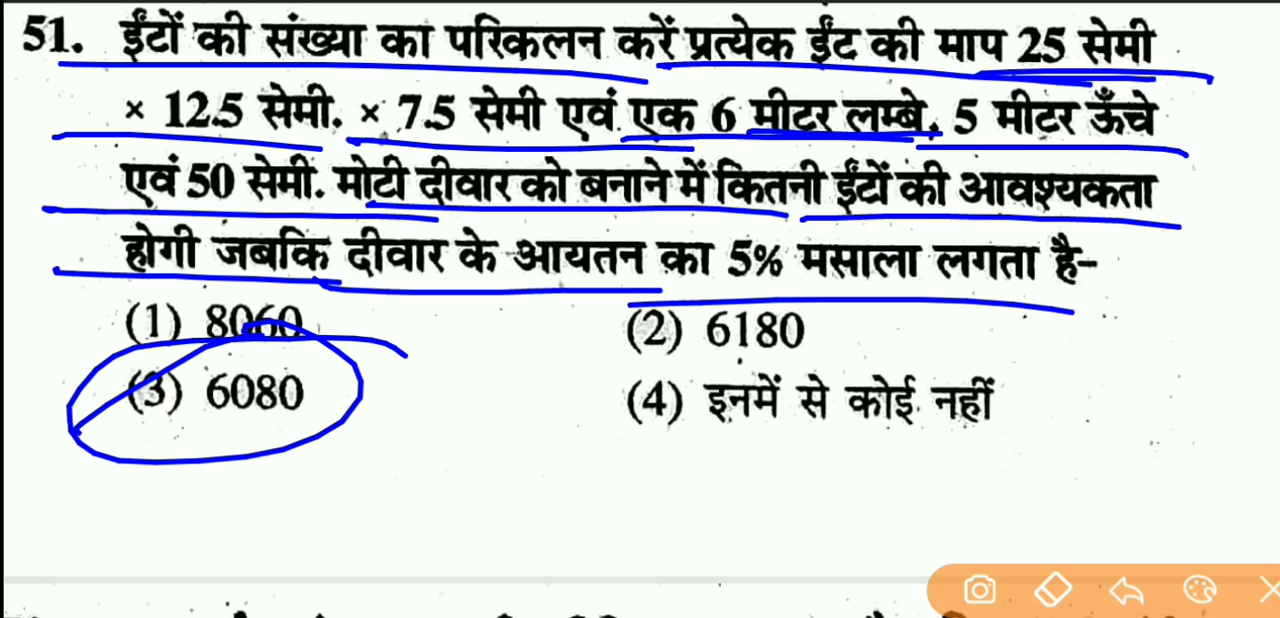 51. ईंटों की संख्या का परिकलन करें प्रत्येक ईंट की माप 25 सेमी
× 12.5 सेमी. × 7.5 सेमी एवं एक 6 मीटर लम्बे, 5 मीटर ऊँचे
एवं 50 सेमी. मोटी दीवार को बनाने में कितनी ईंटों की आवश्यकता
होगी जबकि दीवार के आयतन का 5% मसाला लगता है-
(1) 8060 (2) 6180
(3) 6080 (4) इनमें से कोई नहीं